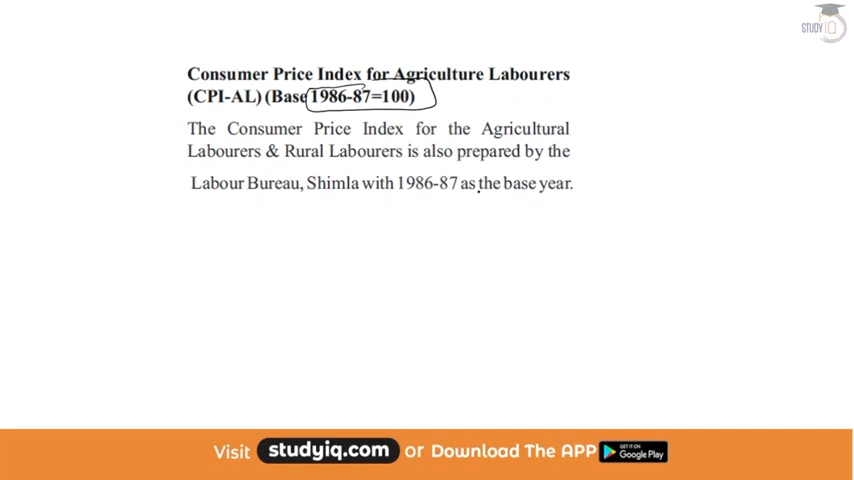 STUDY IQ
Consumer Price Index for Agriculture Labourers
(CPI-AL) (Base 1986-87=100)
The Consumer Price Index for the Agricultural
Labourers & Rural Labourers is also prepared by the
Labour Bureau, Shimla with 1986-87 as the base year.
Visit studyiq.com or Download The APP GET IT ON Google Play